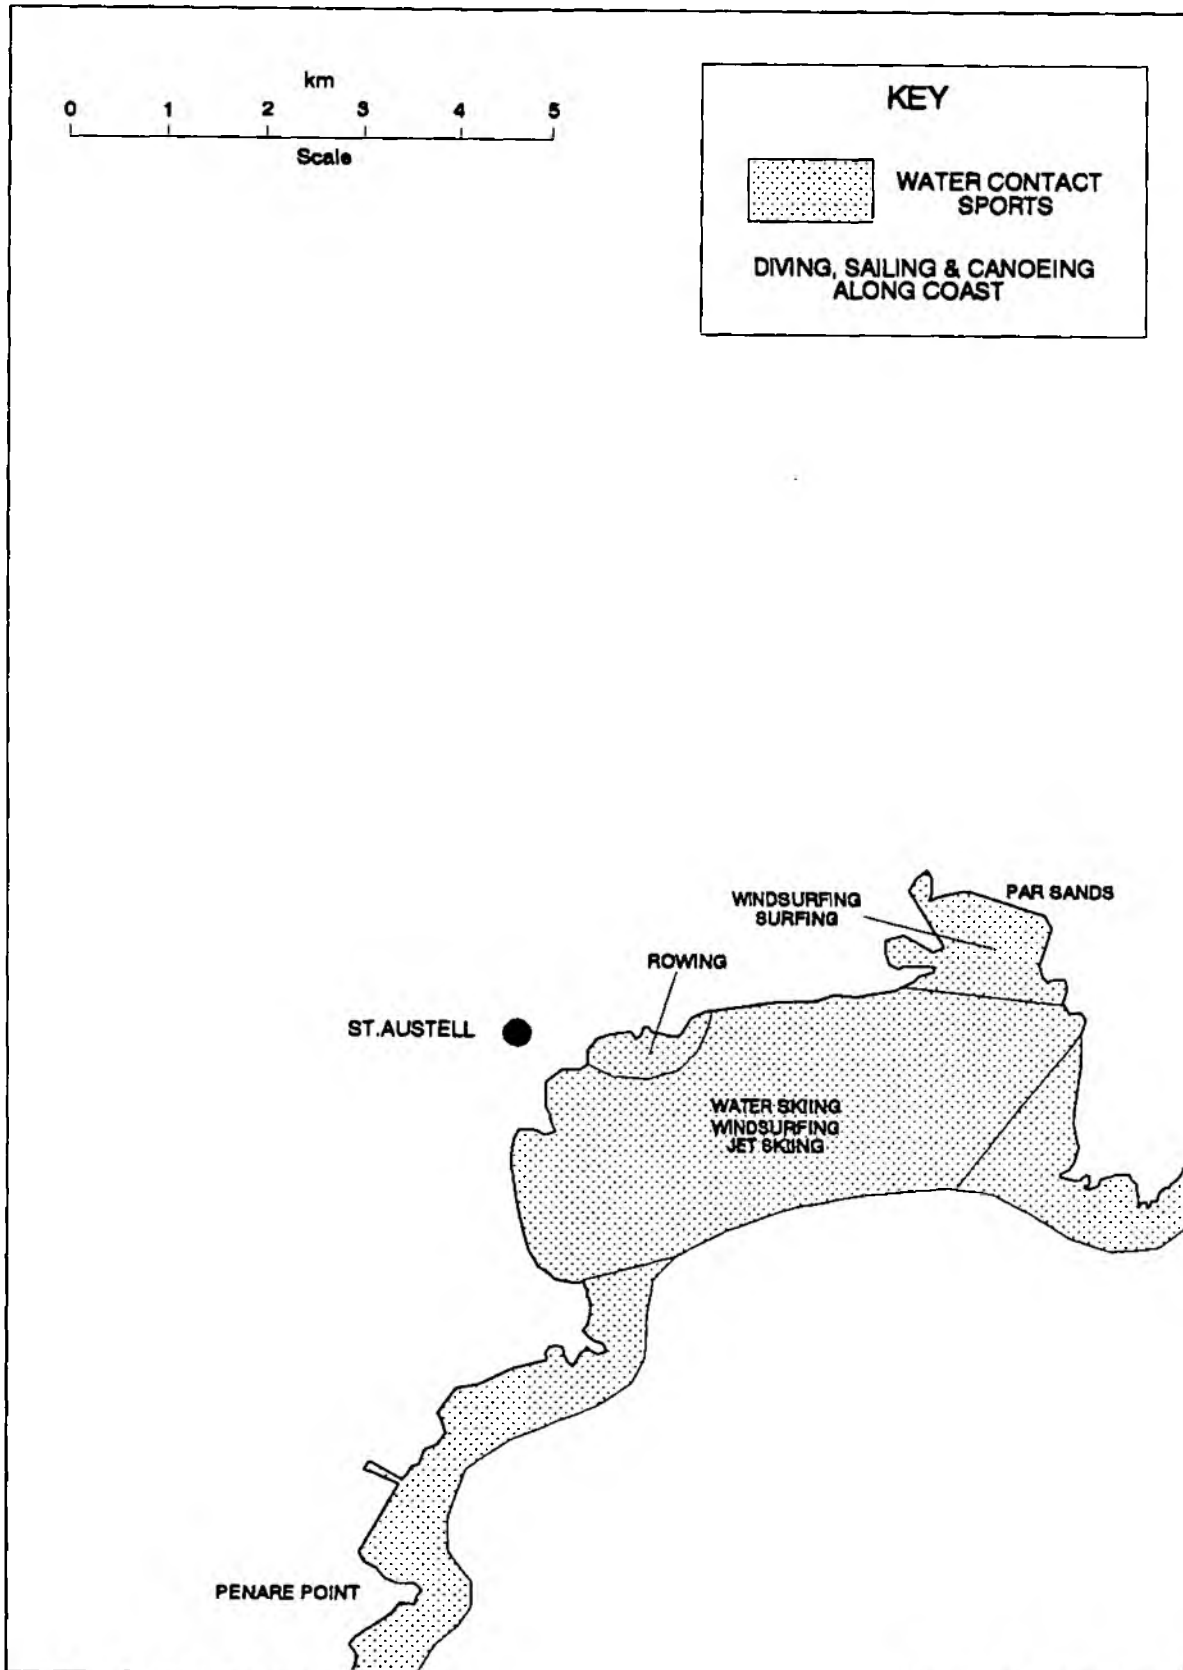 km
0 1 2 3 4 5
Scale
KEY
WATER CONTACT
SPORTS
DIVING, SAILING & CANOEING
ALONG COAST
WINDSURFING
SURFING
PAR SANDS
ROWING
ST.AUSTELL
WATER SKIING
WINDSURFING
JET SKIING
PENARE POINT